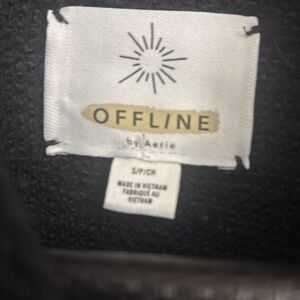 OFFLINE
by Aerie
S/P/CH
MADE IN VIETNAM
FABRIQUÉ AU
VIETNAM